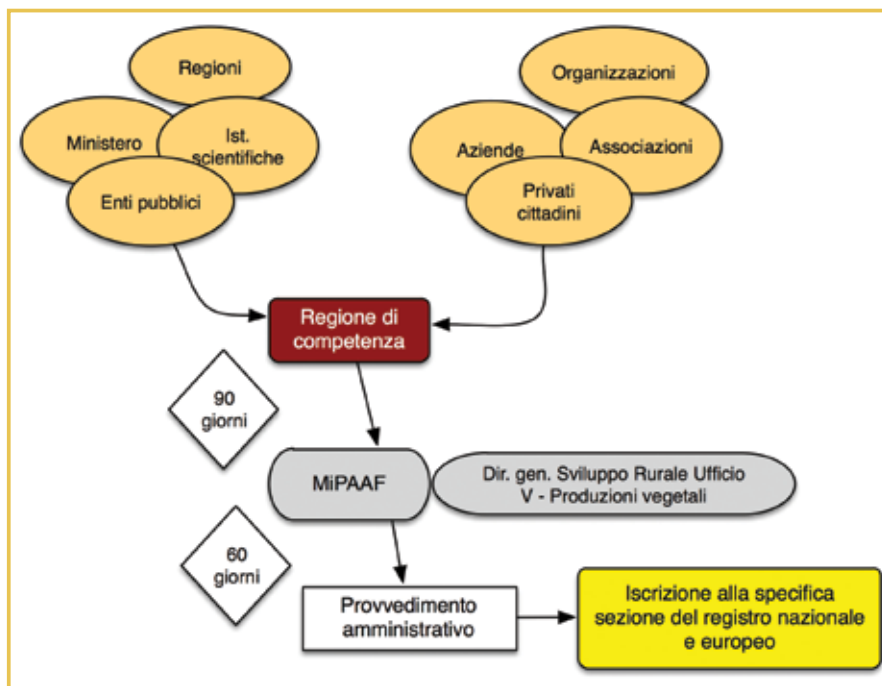 Regioni
Ministero
Ist.
scientifiche
Enti pubblici
Organizzazioni
Aziende
Associazioni
Privati
cittadini
Regione di
competenza
90
giorni
MiPAAF
Dir. gen. Sviluppo Rurale Ufficio
V - Produzioni vegetali
60
giorni
Provvedimento
amministrativo
Iscrizione alla specifica
sezione del registro nazionale
e europeo